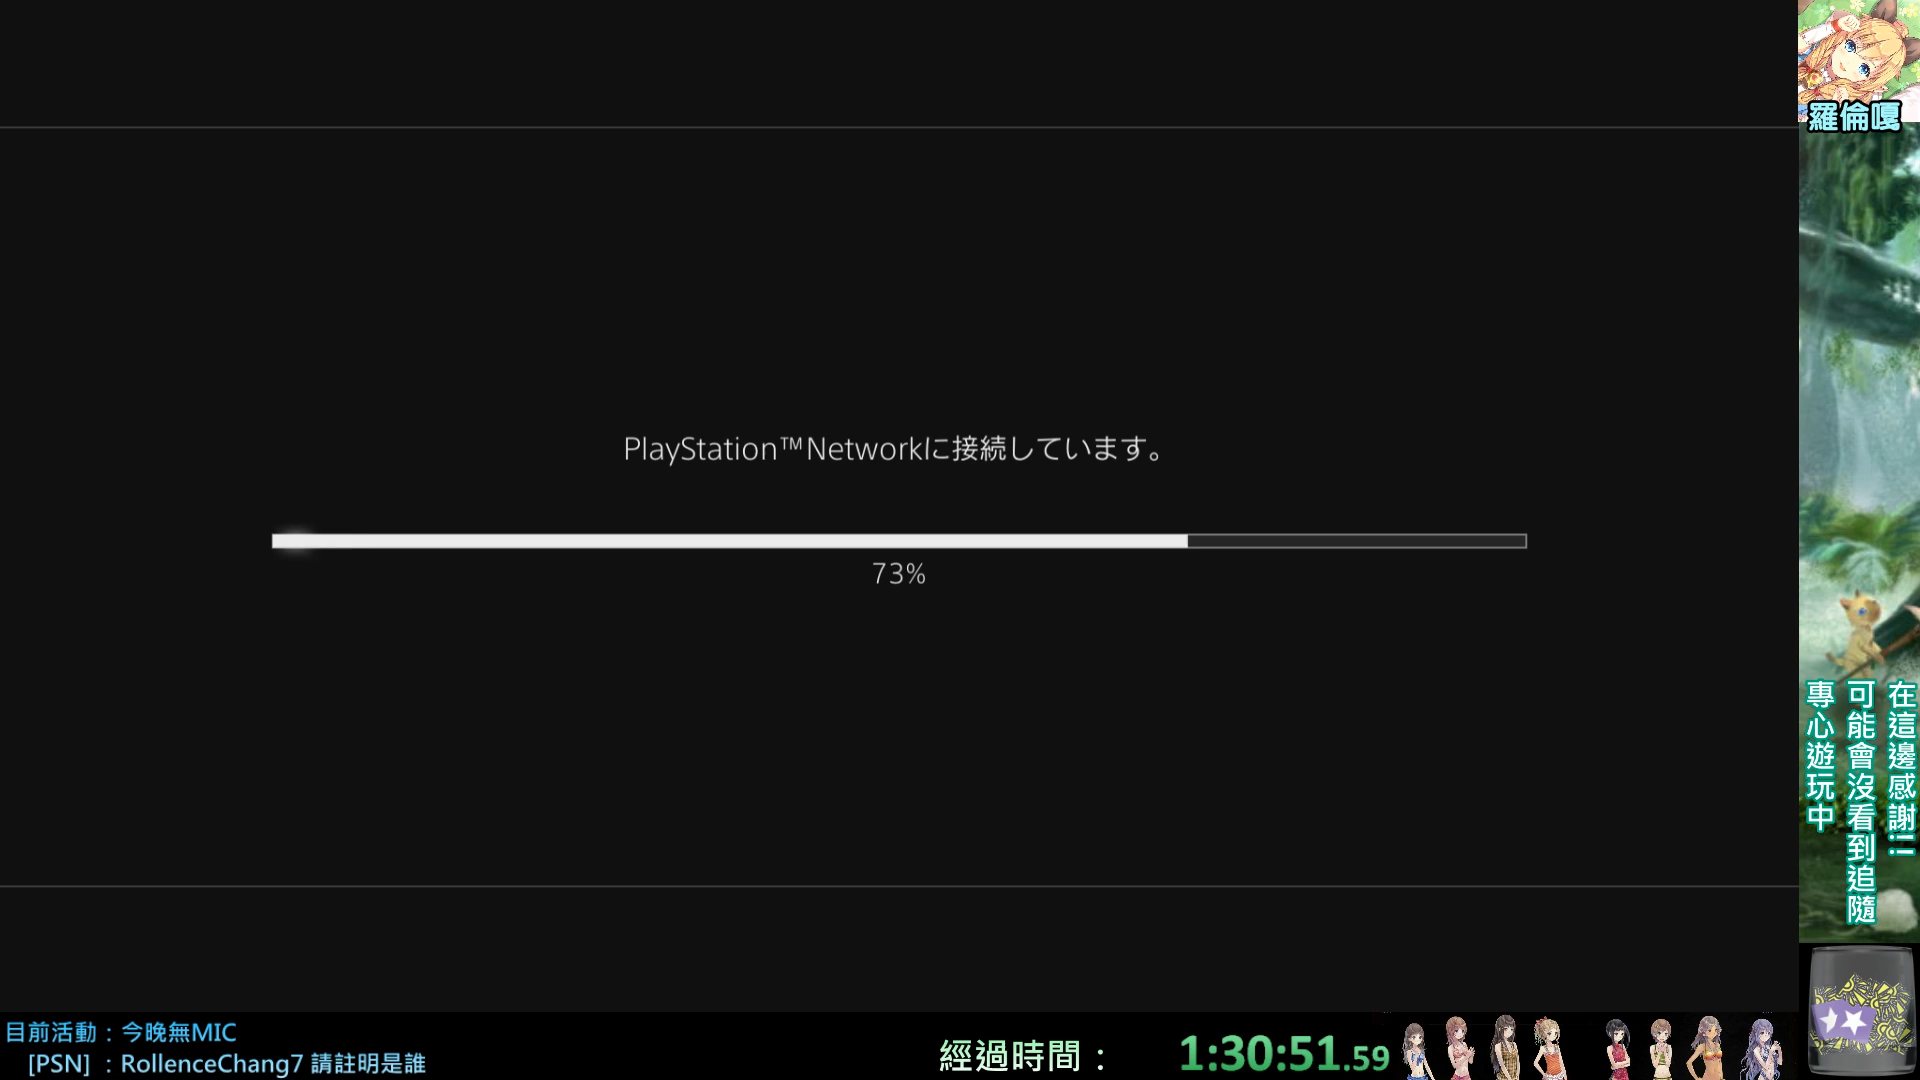 羅倫嘎
PlayStation™Networkに接続しています。
73%
在這邊感謝!!
可能會沒看到追隨
專心遊玩中
目前活動：今晚無MIC
[PSN] ：RollenceChang7 請註明是誰
經過時間： 1:30:51.59